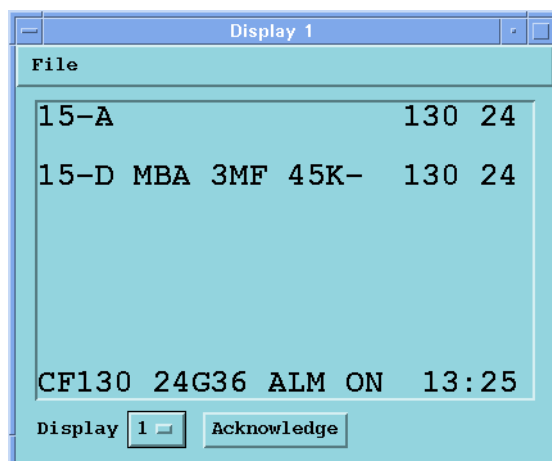 Display 1
File
15-A 130 24
15-D MBA 3MF 45K- 130 24
CF130 24G36 ALM ON 13:25
Display 1 Acknowledge